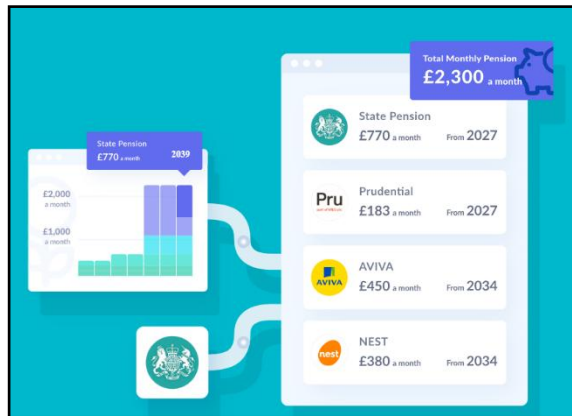 Total Monthly Pension
£2,300 a month
State Pension
£770 a month From 2027
Pru
Prudential
£183 a month From 2027
AVIVA
AVIVA
£450 a month From 2034
nest
NEST
£380 a month From 2034
State Pension
£770 a month 2039
£2,000
a month
£1,000
a month